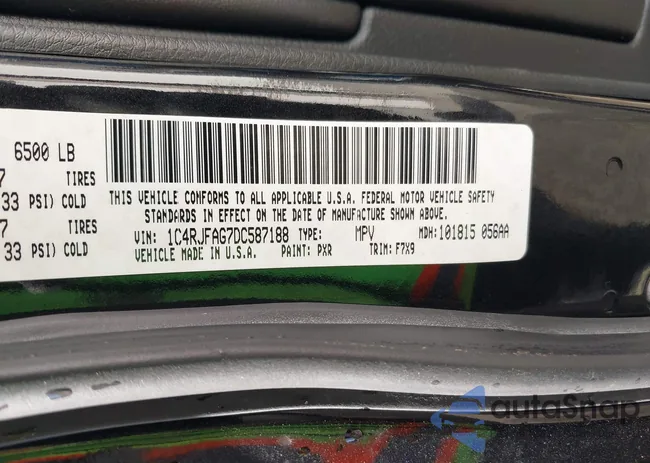 6500 LB
7 TIRES
33 PSI) COLD
7 TIRES
33 PSI) COLD
THIS VEHICLE CONFORMS TO ALL APPLICABLE U.S.A. FEDERAL MOTOR VEHICLE SAFETY
STANDARDS IN EFFECT ON THE DATE OF MANUFACTURE SHOWN ABOVE.
VIN: 1C4RJFAG7DC587188 TYPE: MPV MDH: 101815 056AA
VEHICLE MADE IN U.S.A. PAINT: PXR TRIM: F7X9
autoSnap